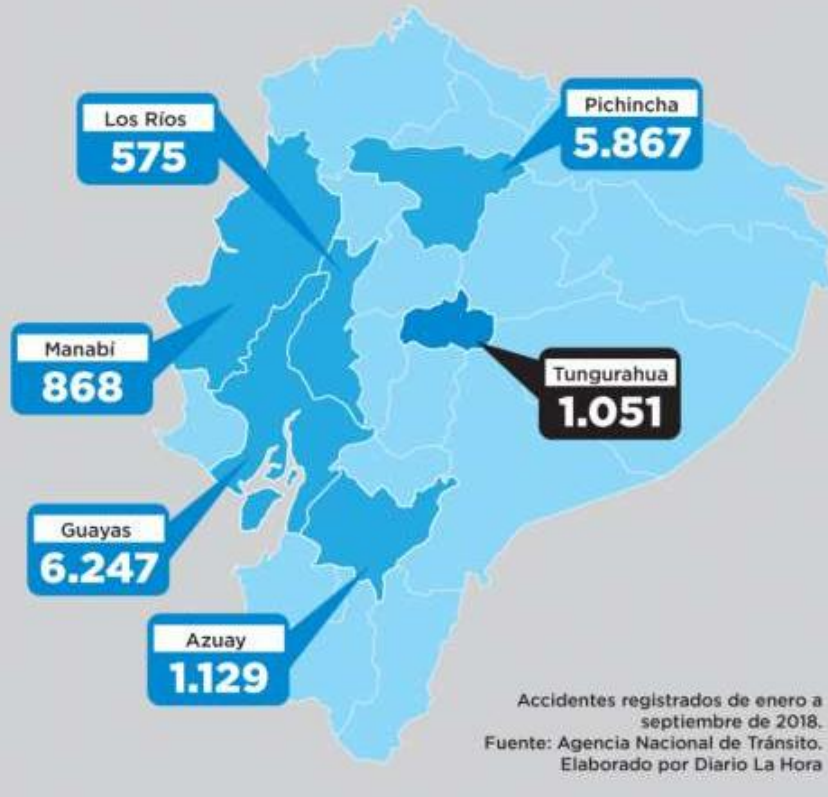 Los Ríos
575
Pichincha
5.867
Manabí
868
Tungurahua
1.051
Guayas
6.247
Azuay
1.129
Accidentes registrados de enero a
septiembre de 2018.
Fuente: Agencia Nacional de Tránsito.
Elaborado por Diario La Hora